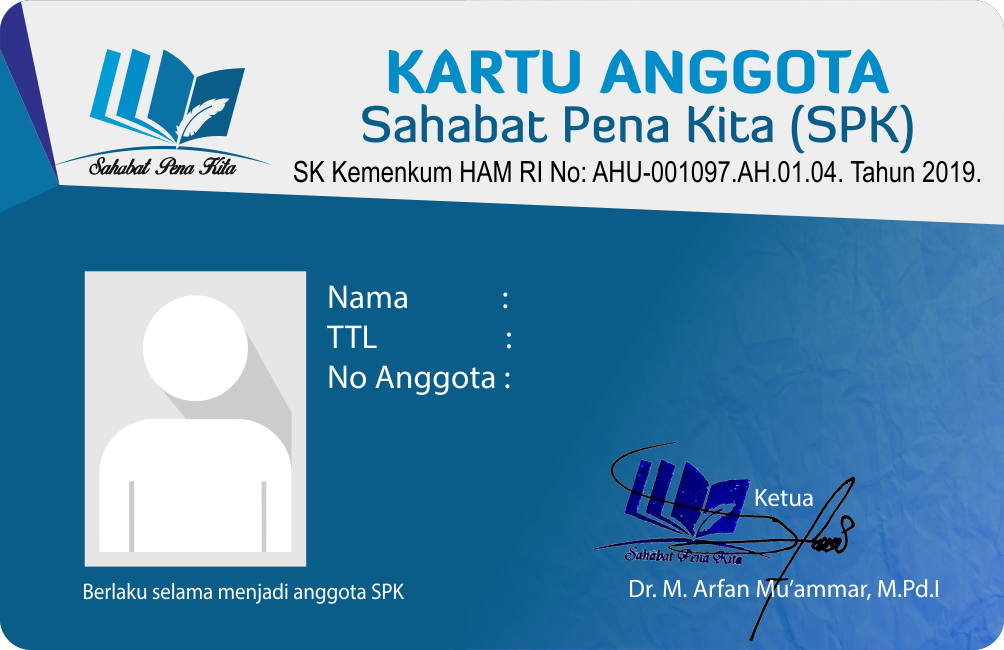 KARTU ANGGOTA
Sahabat Pena Kita (SPK)
SK Kemenkum HAM RI No: AHU-001097.AH.01.04. Tahun 2019.
Sahabat Pena Kita
Nama :
TTL :
No Anggota :
Ketua
Sahabat Pena Kita
Dr. M. Arfan Mu'ammar, M.Pd.I
Berlaku selama menjadi anggota SPK